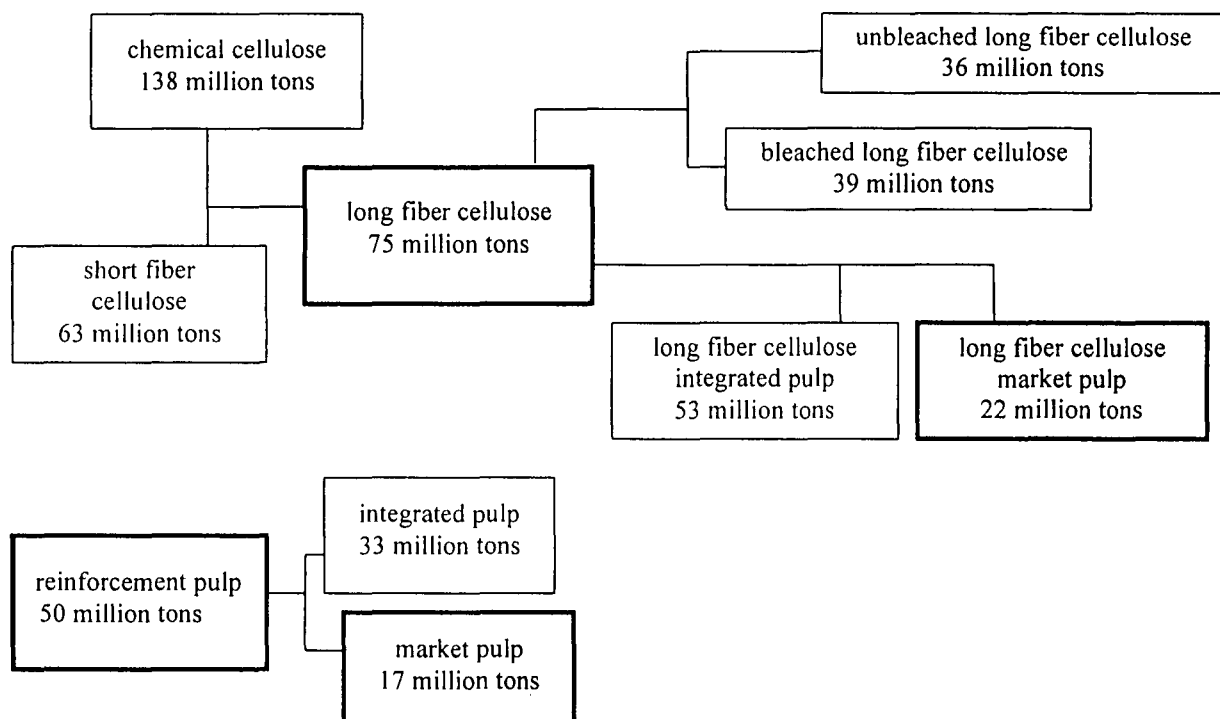 chemical cellulose
138 million tons
unbleached long fiber cellulose
36 million tons
bleached long fiber cellulose
39 million tons
long fiber cellulose
75 million tons
short fiber
cellulose
63 million tons
long fiber cellulose
integrated pulp
53 million tons
long fiber cellulose
market pulp
22 million tons
integrated pulp
33 million tons
reinforcement pulp
50 million tons
market pulp
17 million tons